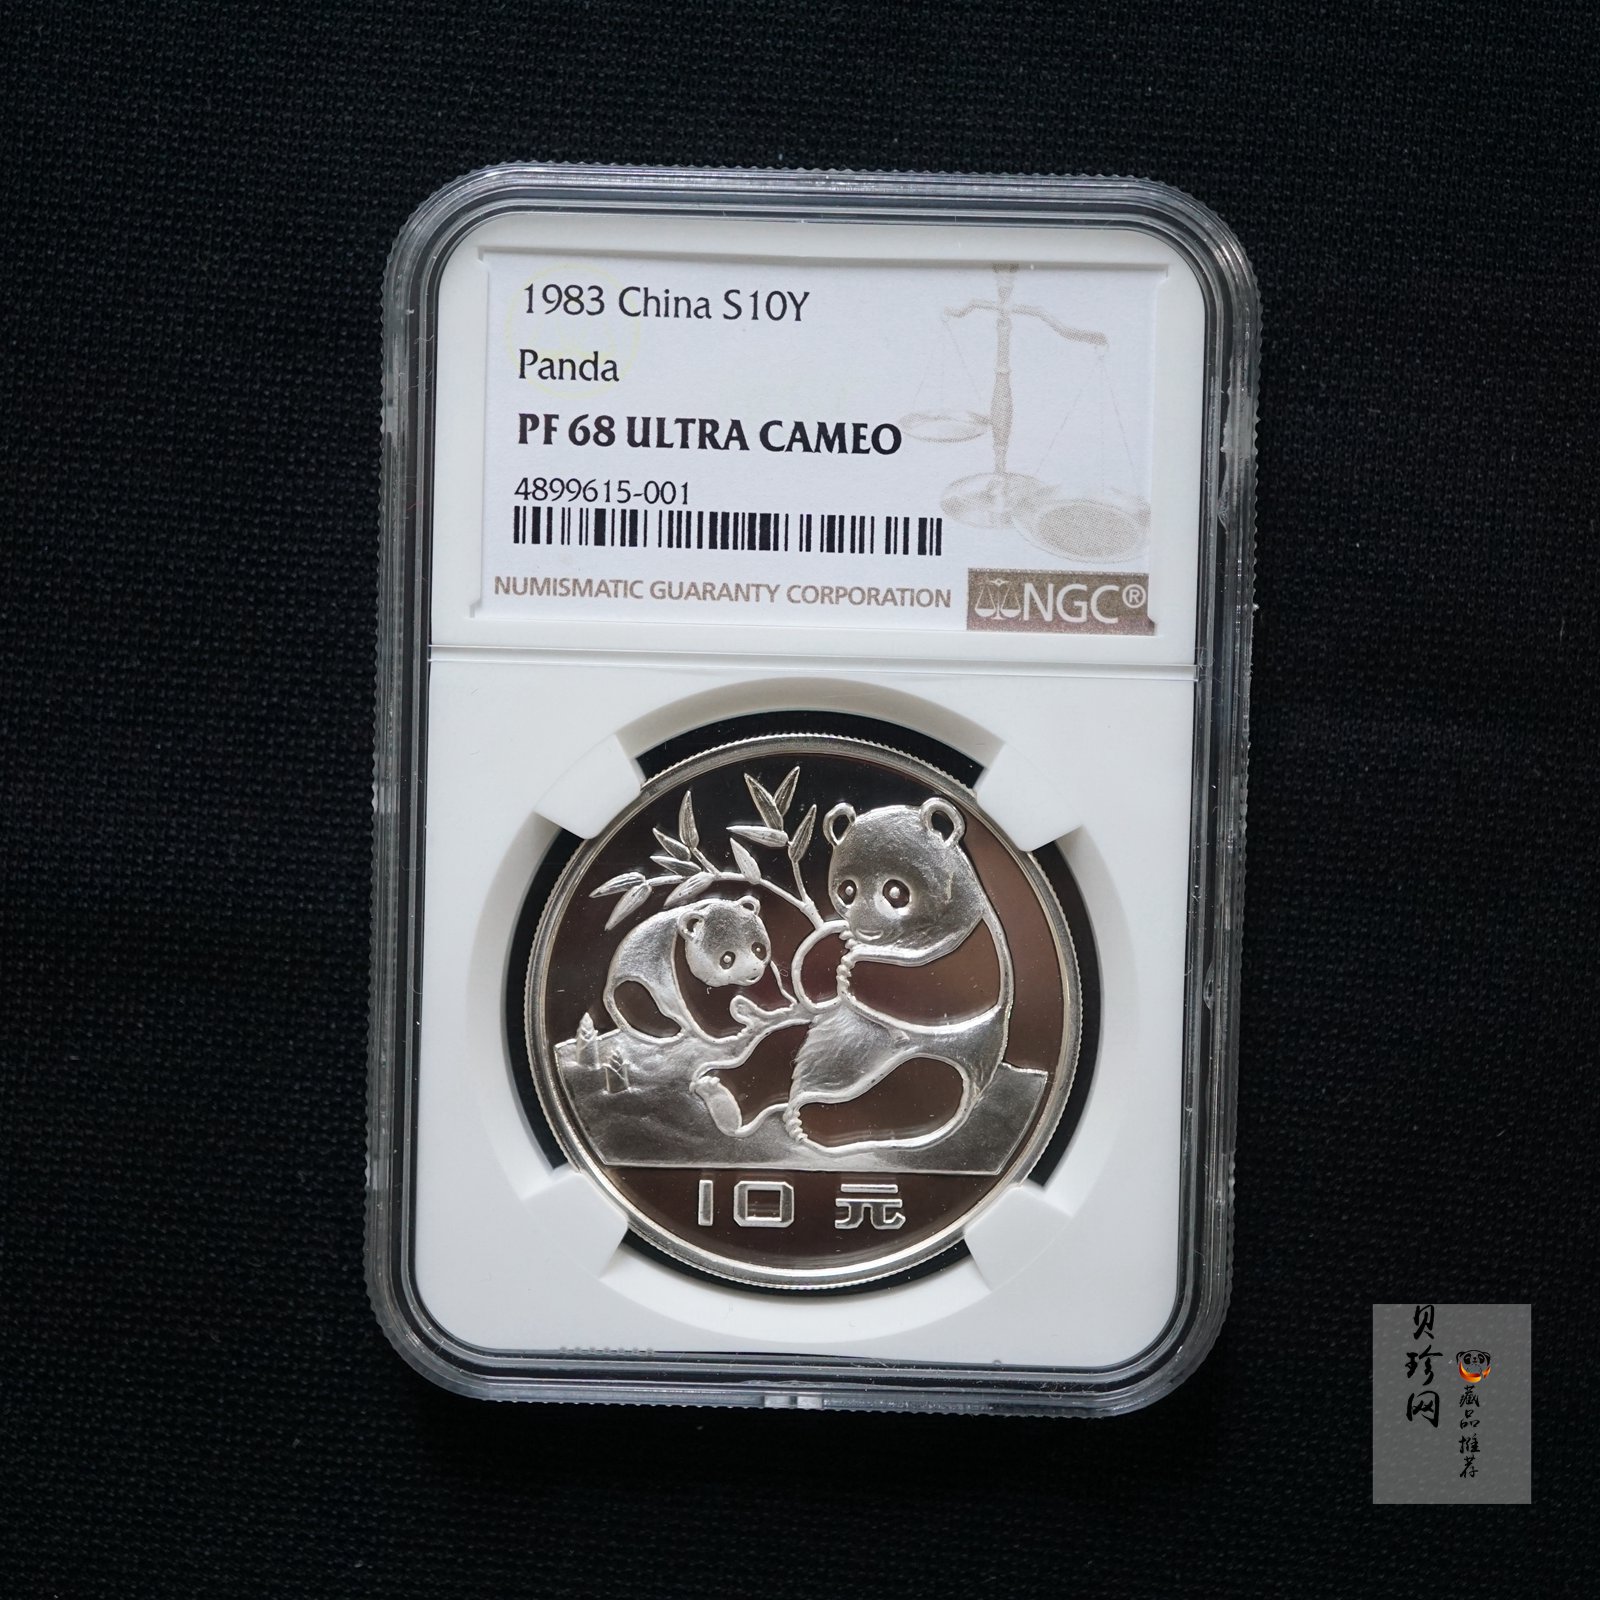 1983 China S10Y
Panda
PF 68 ULTRA CAMEO
4899615-001
NUMISMATIC GUARANTY CORPORATION
NGC®
10元
贝珍网
藏品推荐